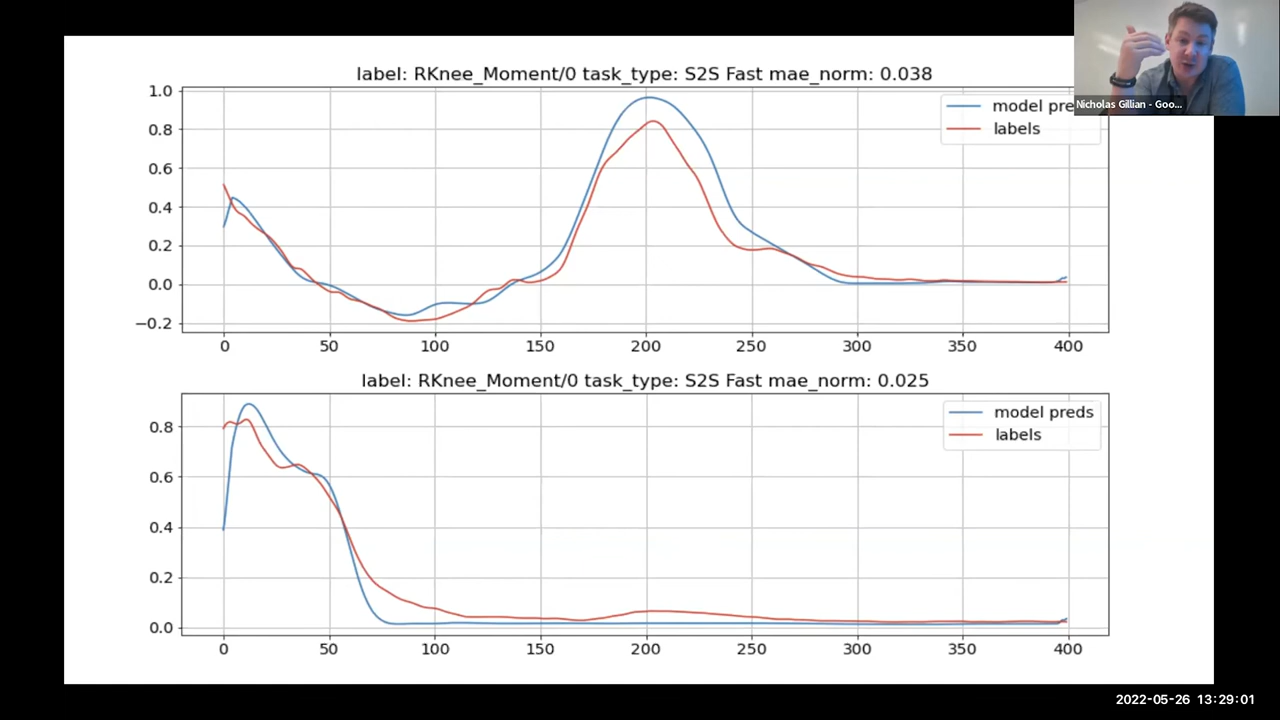 label: RKnee_Moment/0 task_type: S2S Fast mae_norm: 0.038
1.0
0.8
0.6
0.4
0.2
0.0
−0.2
model pre
labels
0 50 100 150 200 250 300 350 400
Nicholas Gillian - Goo...
label: RKnee_Moment/0 task_type: S2S Fast mae_norm: 0.025
0.8
0.6
0.4
0.2
0.0
model preds
labels
0 50 100 150 200 250 300 350 400
2022-05-26 13:29:01